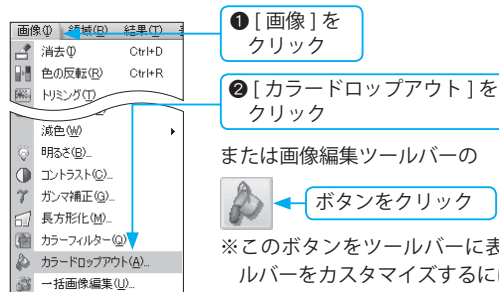 画像(I) 領域(R) 結果(T)
消去(I) Ctrl+D
色の反転(R) Ctrl+R
トリミング(T)
減色(W)
明るさ(B)...
コントラスト(C)...
ガンマ補正(G)...
長方形化(M)...
カラーフィルター(Q)
カラードロップアウト(A)...
一括画像編集(U)...
❶ [ 画像 ] を
クリック
❷ [ カラードロップアウト ] を
クリック
または画像編集ツールバーの
ボタンをクリック
※このボタンをツールバーに表
ルバーをカスタマイズするに